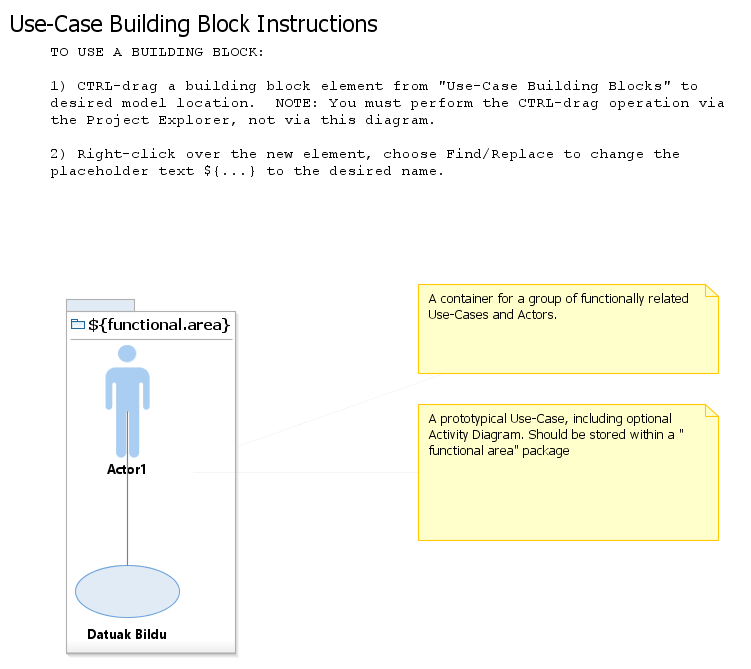 Use-Case Building Block Instructions
TO USE A BUILDING BLOCK:
1) CTRL-drag a building block element from "Use-Case Building Blocks" to
desired model location.  NOTE: You must perform the CTRL-drag operation via
the Project Explorer, not via this diagram.
2) Right-click over the new element, choose Find/Replace to change the
placeholder text ${...} to the desired name.
A container for a group of functionally related
Use-Cases and Actors.
${functional.area}
A prototypical Use-Case, including optional
Activity Diagram. Should be stored within a "
functional area" package
Actor1
Datuak Bildu